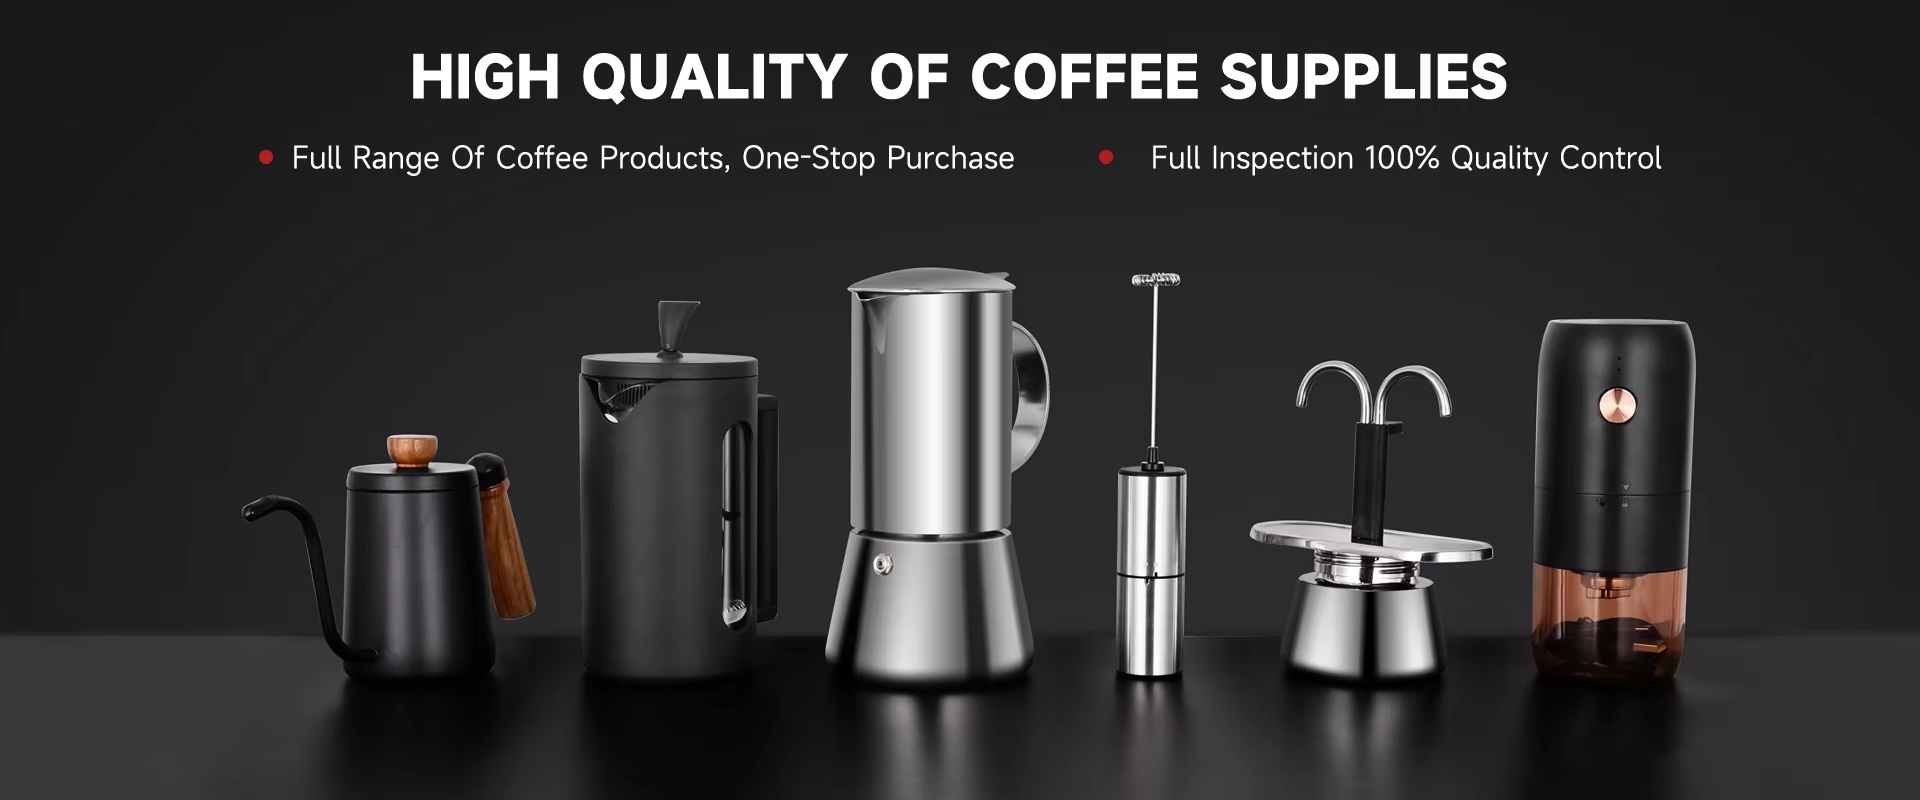 HIGH QUALITY OF COFFEE SUPPLIES
Full Range Of Coffee Products, One-Stop Purchase
Full Inspection 100% Quality Control